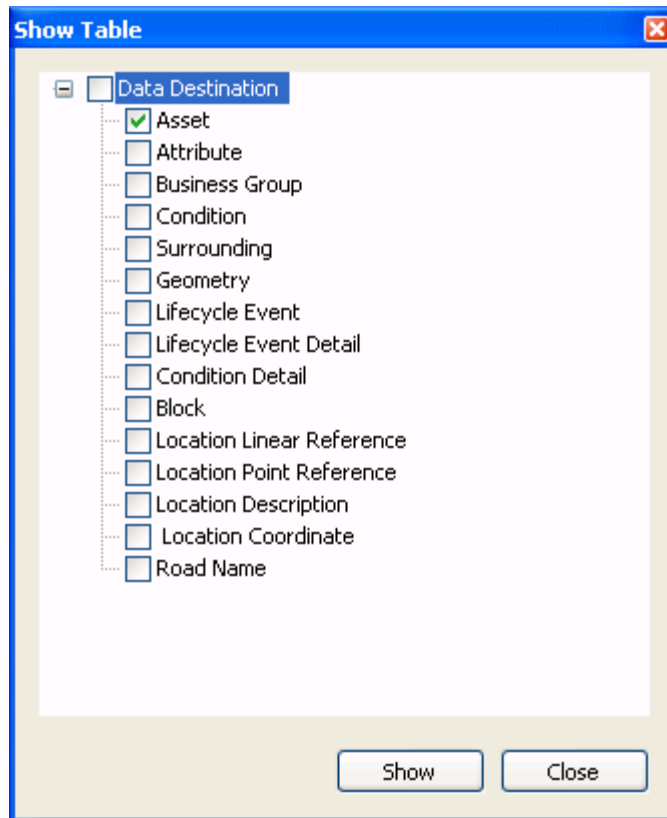 Show Table
Data Destination
Asset
Attribute
Business Group
Condition
Surrounding
Geometry
Lifecycle Event
Lifecycle Event Detail
Condition Detail
Block
Location Linear Reference
Location Point Reference
Location Description
Location Coordinate
Road Name
Show Close